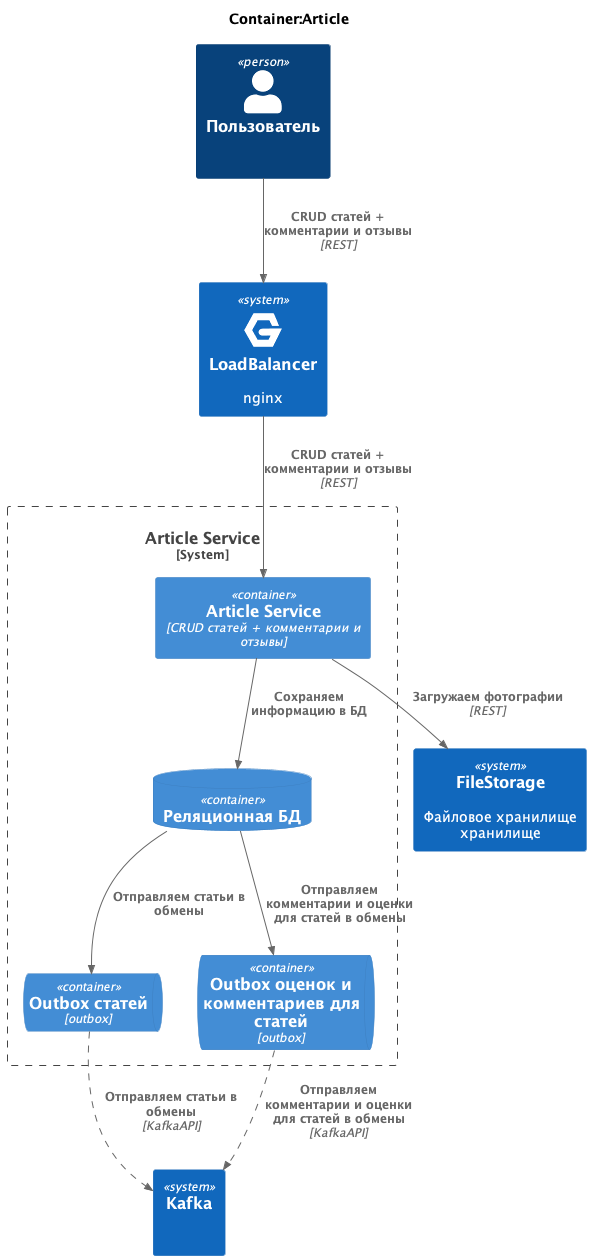 Container:Article
«person»
Пользователь
CRUD статей +
комментарии и отзывы
[REST]
«system»
LoadBalancer
nginx
CRUD статей +
комментарии и отзывы
[REST]
Article Service
[System]
«container»
Article Service
[CRUD статей + комментарии и
отзывы]
Сохраняем
информацию в БД
Загружаем фотографии
[REST]
«system»
FileStorage
Файловое хранилище
хранилище
«container»
Реляционная БД
Отправляем статьи в
обмены
Отправляем
комментарии и оценки
для статей в обмены
«container»
Outbox статей
[outbox]
«container»
Outbox оценок и
комментариев для
статей
[outbox]
Отправляем статьи в
обмены
[KafkaAPI]
Отправляем
комментарии и оценки
для статей в обмены
[KafkaAPI]
«system»
Kafka